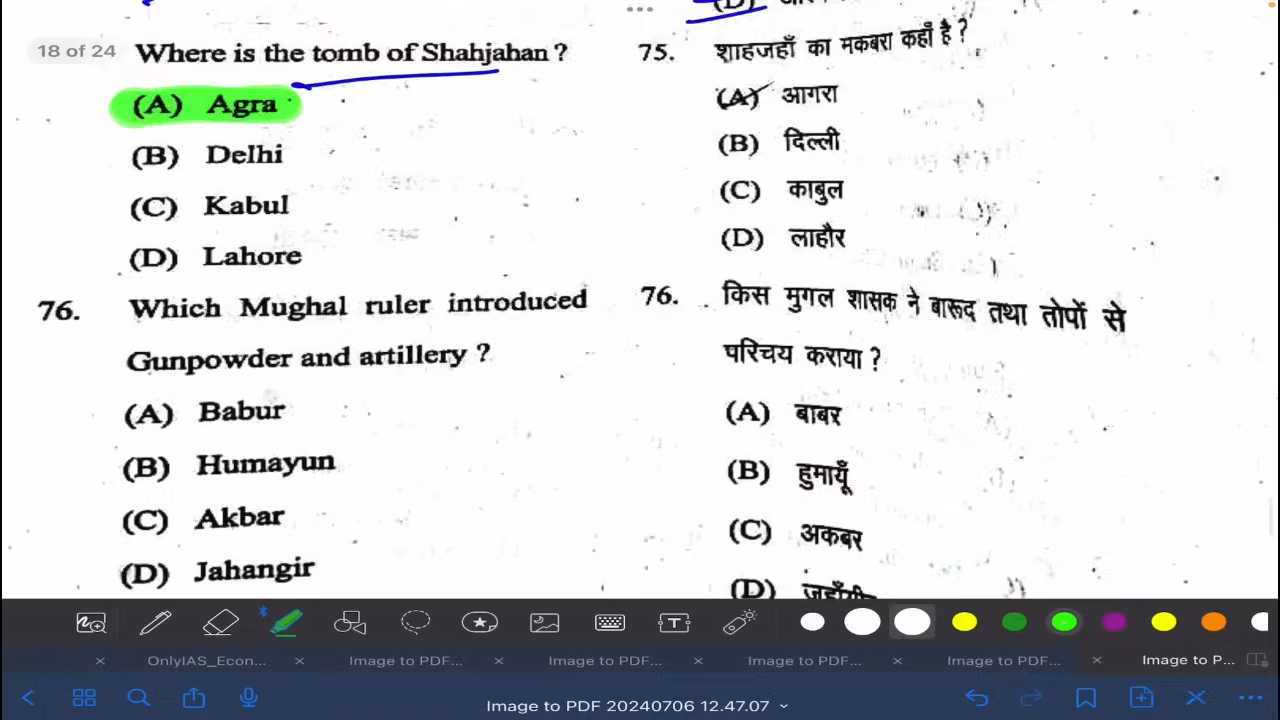 18 of 24
Where is the tomb of Shahjahan ?
(A) Agra
(B) Delhi
(C) Kabul
(D) Lahore
76. Which Mughal ruler introduced
Gunpowder and artillery ?
(A) Babur
(B) Humayun
(C) Akbar
(D) Jahangir
(D)
75. शाहजहाँ का मकबरा कहाँ है ?
(A) आगरा
(B) दिल्ली
(C) काबुल
(D) लाहौर
76. किस मुगल शासक ने बारूद तथा तोपों से
परिचय कराया ?
(A) बाबर
(B) हुमायूँ
(C) अकबर
(D)
OnlyIAS_Econ... Image to PDF... Image to PDF... Image to PDF... Image to PDF... Image to P...
Image to PDF 20240706 12.47.07